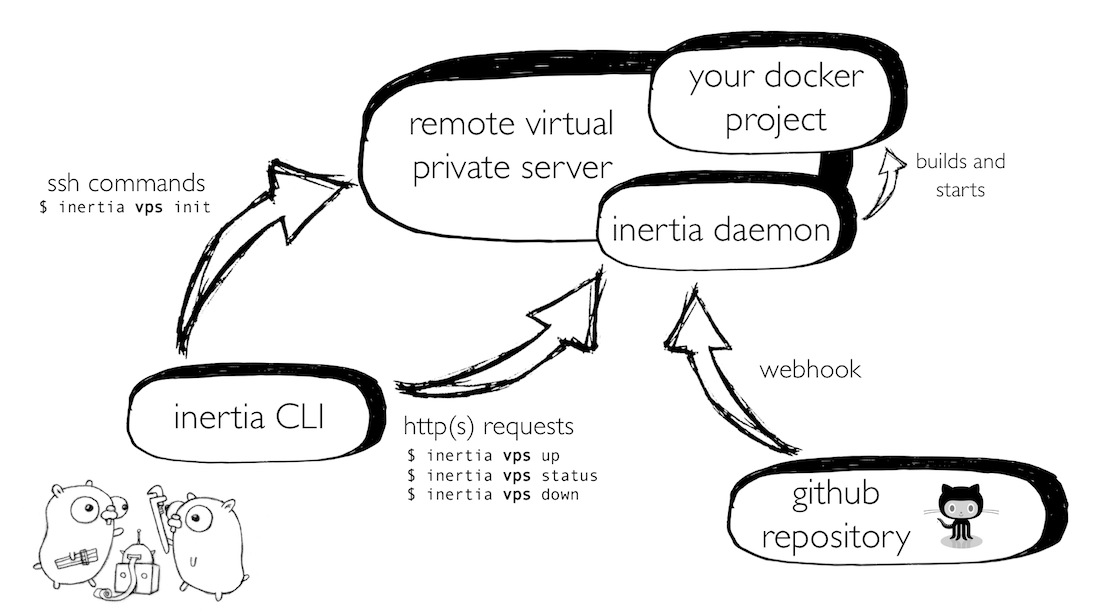 your docker
project
remote virtual
private server
builds and
starts
ssh commands
$ inertia vps init
inertia daemon
webhook
inertia CLI
http(s) requests
$ inertia vps up
$ inertia vps status
$ inertia vps down
github
repository